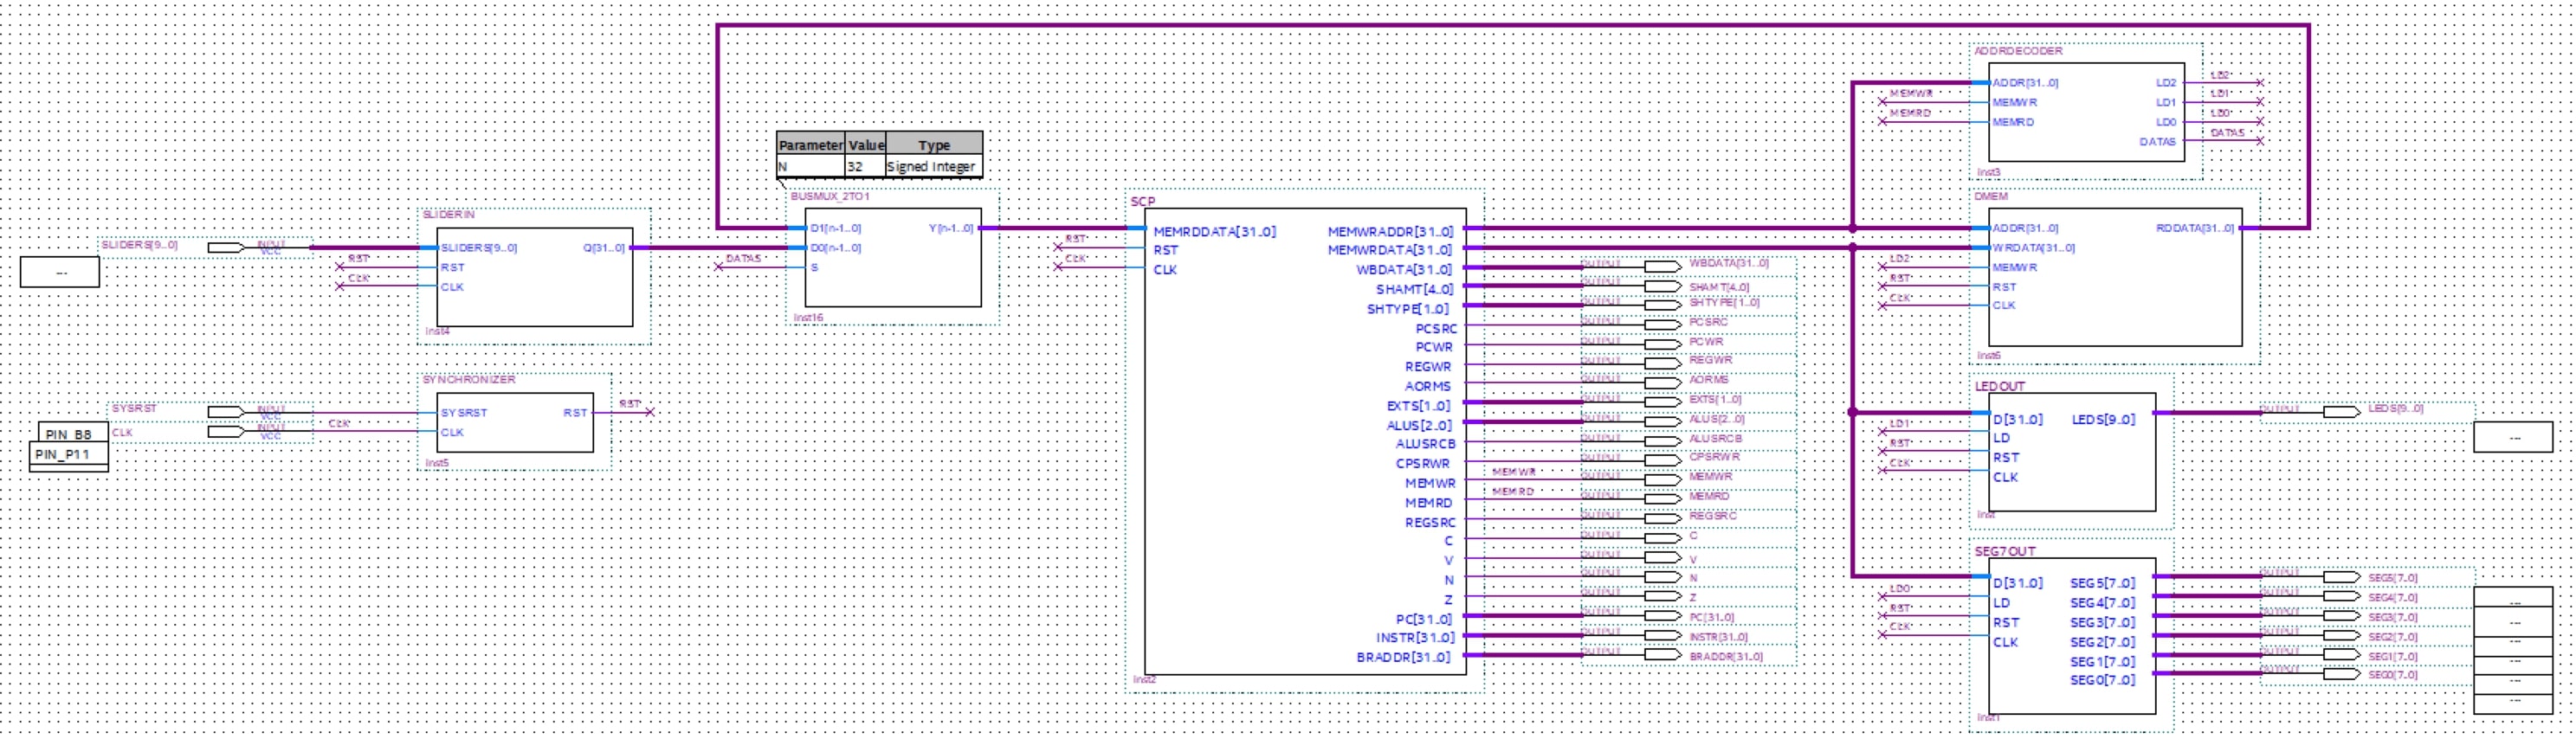 ADDRDECODER
ADDR[31..0]
MEMWR
MEMRD
LD2
LD1
LD0
DATAS
MEMWR
MEMRD
LD2
LD1
LD0
DATAS
inst3
Parameter Value Type
N 32 Signed Integer
BUSMUX_2TO1
D1[n-1..0]
D0[n-1..0]
S
Y[n-1..0]
DATAS
inst16
SLIDERIN
SLIDERS[9..0]
RST
CLK
Q[31..0]
SLIDERS[9..0]
INPUT
VCC
RST
CLK
inst4
...
SYNCHRONIZER
SYSRST
CLK
RST
RST
SYSRST
INPUT
VCC
CLK
INPUT
VCC
CLK
PIN_B8
PIN_P11
inst5
SCP
MEMRDDATA[31..0]
RST
CLK
RST
CLK
MEMWRADDR[31..0]
MEMWRDATA[31..0]
WBDATA[31..0]
SHAMT[4..0]
SHTYPE[1..0]
PCSRC
PCWR
REGWR
AORMS
EXTS[1..0]
ALUS[2..0]
ALUSRCB
CPSRWR
MEMWR
MEMRD
REGSRC
C
V
N
Z
PC[31..0]
INSTR[31..0]
BRADDR[31..0]
inst2
MEMWR
MEMRD
OUTPUT WBDATA[31..0]
OUTPUT SHAMT[4..0]
OUTPUT SHTYPE[1..0]
OUTPUT PCSRC
OUTPUT PCWR
OUTPUT REGWR
OUTPUT AORMS
OUTPUT EXTS[1..0]
OUTPUT ALUS[2..0]
OUTPUT ALUSRCB
OUTPUT CPSRWR
OUTPUT MEMWR
OUTPUT MEMRD
OUTPUT REGSRC
OUTPUT C
OUTPUT V
OUTPUT N
OUTPUT Z
OUTPUT PC[31..0]
OUTPUT INSTR[31..0]
OUTPUT BRADDR[31..0]
DMEM
ADDR[31..0]
WRDATA[31..0]
MEMWR
RST
CLK
RDDATA[31..0]
LD2
RST
CLK
inst6
LEDOUT
D[31..0]
LD
RST
CLK
LEDS[9..0]
LD1
RST
CLK
inst
OUTPUT LEDS[9..0]
...
SEG7OUT
D[31..0]
LD
RST
CLK
SEG5[7..0]
SEG4[7..0]
SEG3[7..0]
SEG2[7..0]
SEG1[7..0]
SEG0[7..0]
LD0
RST
CLK
inst1
OUTPUT SEG5[7..0]
OUTPUT SEG4[7..0]
OUTPUT SEG3[7..0]
OUTPUT SEG2[7..0]
OUTPUT SEG1[7..0]
OUTPUT SEG0[7..0]
...
...
...
...
...
...